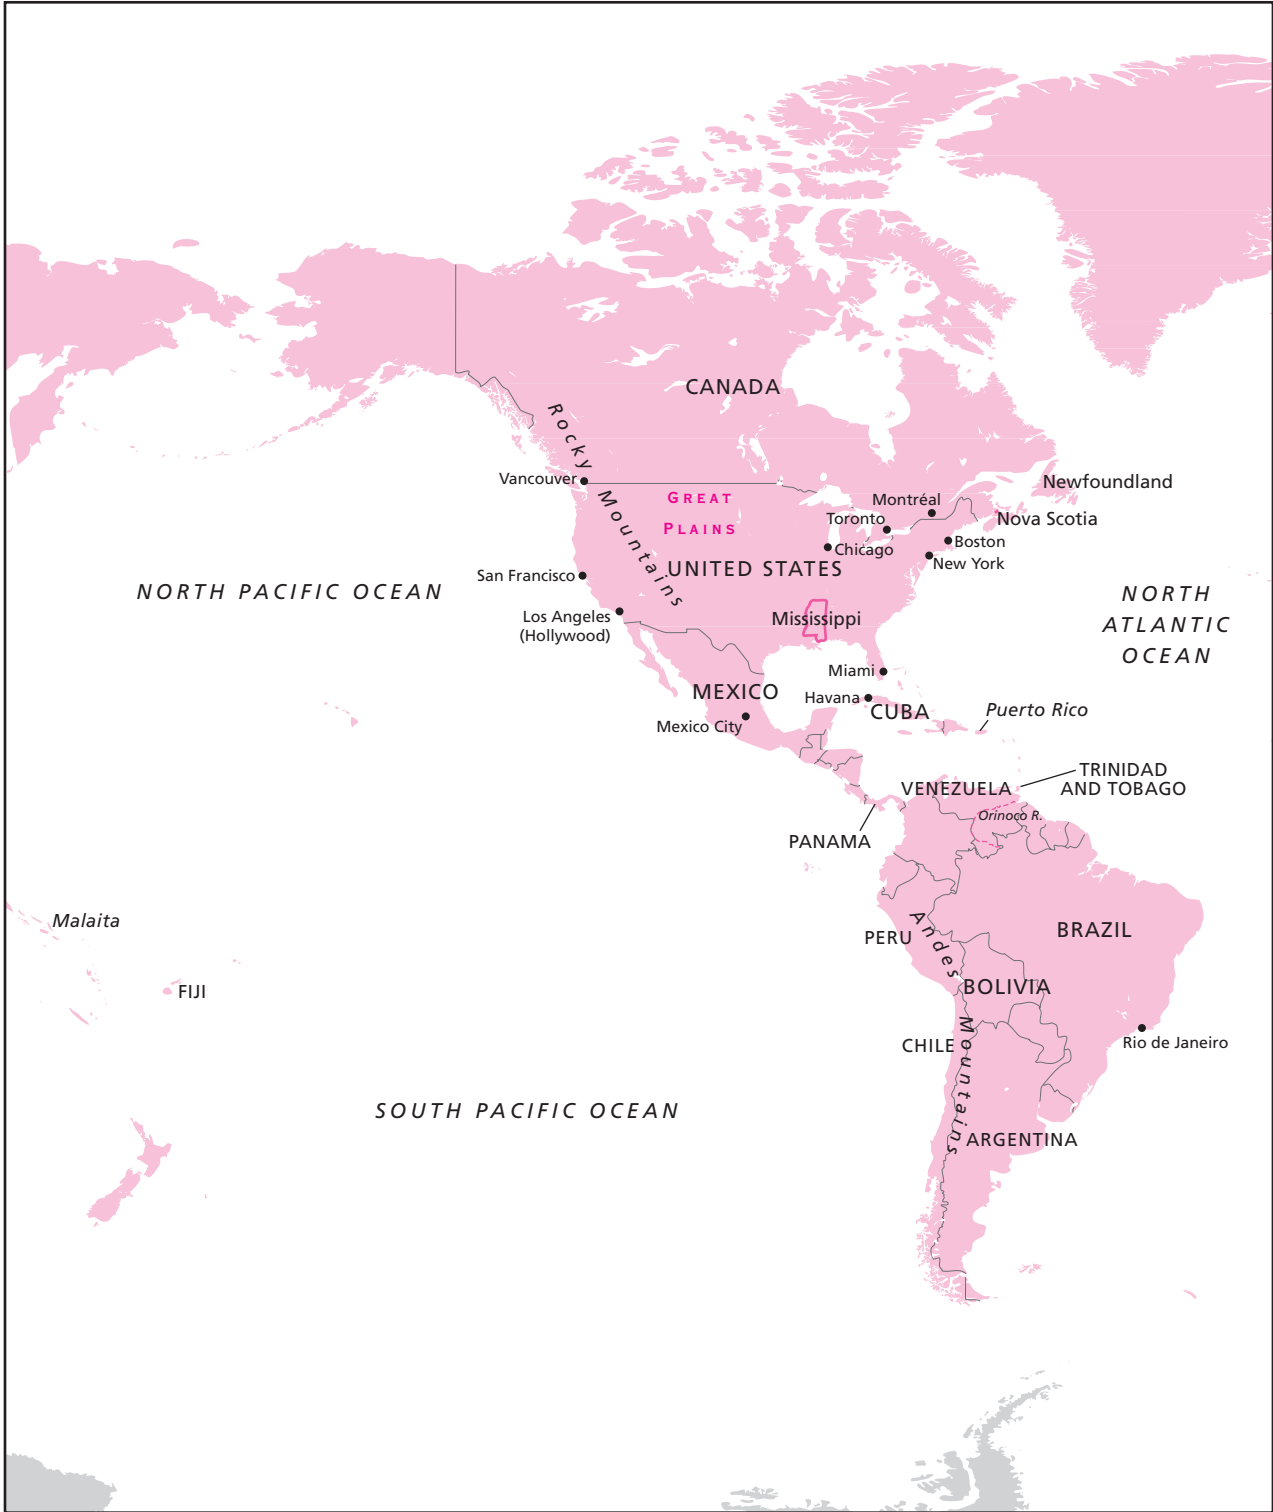 CANADA
Rocky Mountains
Vancouver
GREAT
PLAINS
Newfoundland
Montréal
Nova Scotia
Toronto
Boston
Chicago
New York
UNITED STATES
San Francisco
NORTH PACIFIC OCEAN
NORTH
ATLANTIC
OCEAN
Los Angeles
(Hollywood)
Mississippi
Miami
MEXICO
Havana
CUBA
Puerto Rico
Mexico City
TRINIDAD
AND TOBAGO
VENEZUELA
Orinoco R.
PANAMA
Malaita
Andes Mountains
PERU
BRAZIL
FIJI
BOLIVIA
CHILE
Rio de Janeiro
SOUTH PACIFIC OCEAN
ARGENTINA